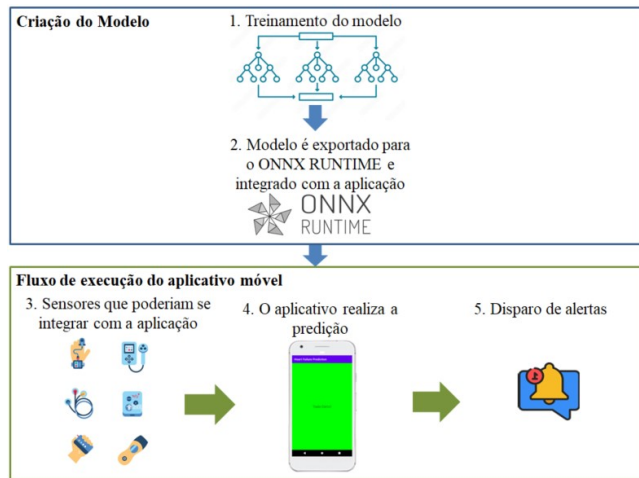 Criação do Modelo
1. Treinamento do modelo
2. Modelo é exportado para
o ONNX RUNTIME e
integrado com a aplicação
ONNX
RUNTIME
Fluxo de execução do aplicativo móvel
3. Sensores que poderiam se
integrar com a aplicação
4. O aplicativo realiza a
predição
5. Disparo de alertas